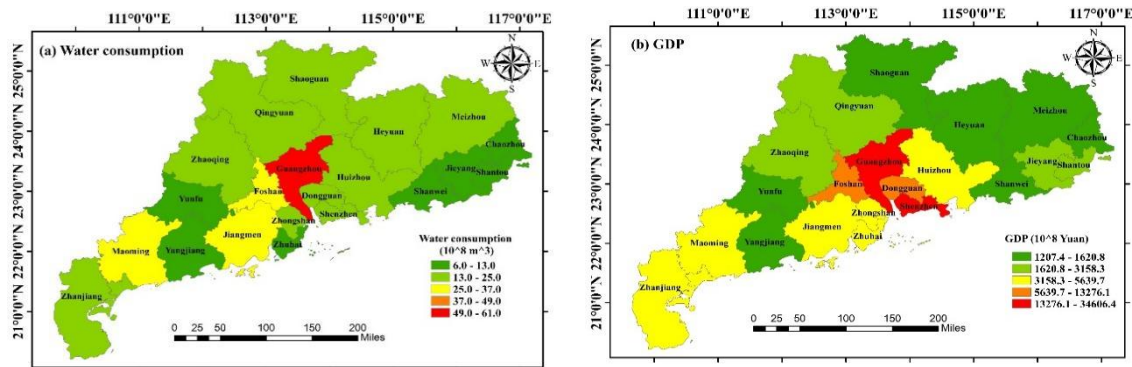 111°0'0"E
113°0'0"E
115°0'0"E
117°0'0"E
(a) Water consumption
N
W
E
S
25°0'0"N
24°0'0"N
23°0'0"N
22°0'0"N
21°0'0"N
Shaoguan
Qingyuan
Heyuan
Meizhou
Chaozhou
Zhaoqing
Guangzhou
Jieyang
Shantou
Huizhou
Foshan
Dongguan
Shanwei
Yunfu
Shenzhen
Zhongshan
Jiangmen
Zhuhai
Maoming
Yangjiang
Zhanjiang
Water consumption
(10^8 m^3)
6.0 - 13.0
13.0 - 25.0
25.0 - 37.0
37.0 - 49.0
49.0 - 61.0
0 25 50 100 150 200
Miles
111°0'0"E
113°0'0"E
115°0'0"E
117°0'0"E
(b) GDP
N
W
E
S
25°0'0"N
24°0'0"N
23°0'0"N
22°0'0"N
21°0'0"N
Shaoguan
Qingyuan
Meizhou
Heyuan
Chaozhou
Zhaoqing
Guangzhou
Jieyang
Shantou
Huizhou
Foshan
Dongguan
Shanwei
Yunfu
Shenzhen
Zhongshan
Jiangmen
Zhuhai
Maoming
Yangjiang
Zhanjiang
GDP (10^8 Yuan)
1207.4 - 1620.8
1620.8 - 3158.3
3158.3 - 5639.7
5639.7 - 13276.1
13276.1 - 34606.4
0 25 50 100 150 200
Miles